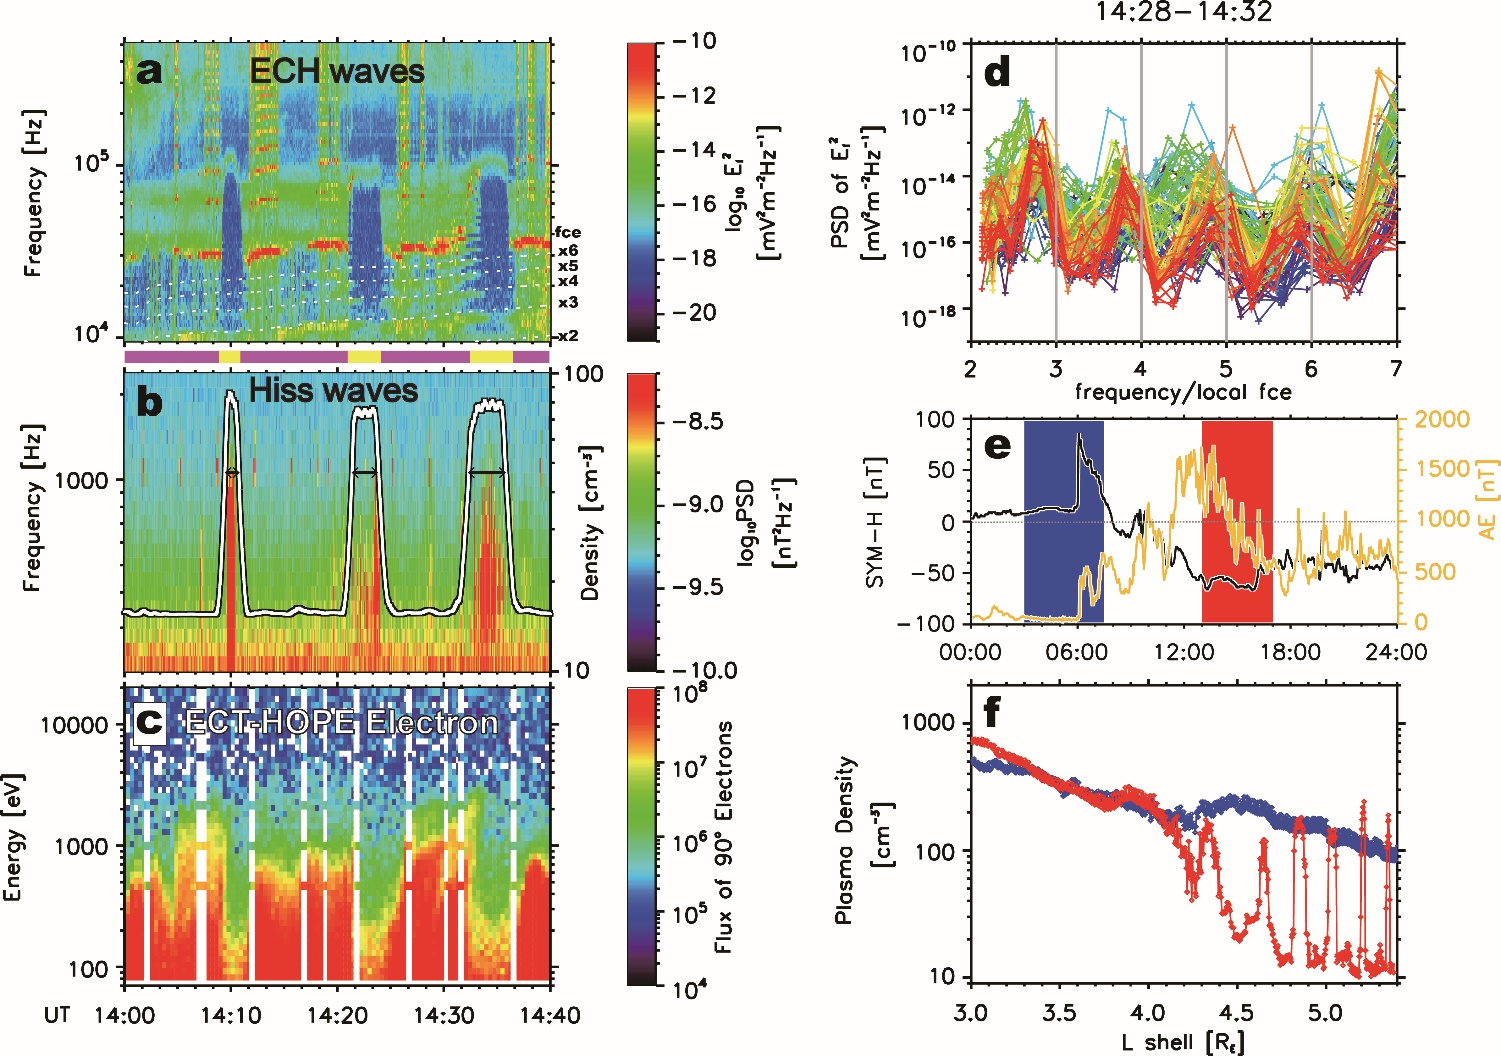 a
ECH waves
Frequency [Hz]
10⁵
10⁴
fce
x6
x5
x4
x3
x2
−10
−12
−14
−16
−18
−20
log₁₀ E_f²
[mV²m⁻²Hz⁻¹]
b
Hiss waves
Frequency [Hz]
1000
100
10
Density [cm⁻³]
−8.5
−9.0
−9.5
−10.0
log₁₀PSD
[nT²Hz⁻¹]
c
ECT-HOPE Electron
Energy [eV]
10000
1000
100
10⁸
10⁷
10⁶
10⁵
10⁴
Flux of 90° Electrons
UT
14:00
14:10
14:20
14:30
14:40
14:28−14:32
d
PSD of E_f²
[mV²m⁻²Hz⁻¹]
10⁻¹⁰
10⁻¹²
10⁻¹⁴
10⁻¹⁶
10⁻¹⁸
2
3
4
5
6
7
frequency/local fce
e
SYM−H [nT]
100
50
0
−50
−100
2000
1500
1000
500
0
AE [nT]
00:00
06:00
12:00
18:00
24:00
f
Plasma Density
[cm⁻³]
1000
100
10
3.0
3.5
4.0
4.5
5.0
L shell [R_E]